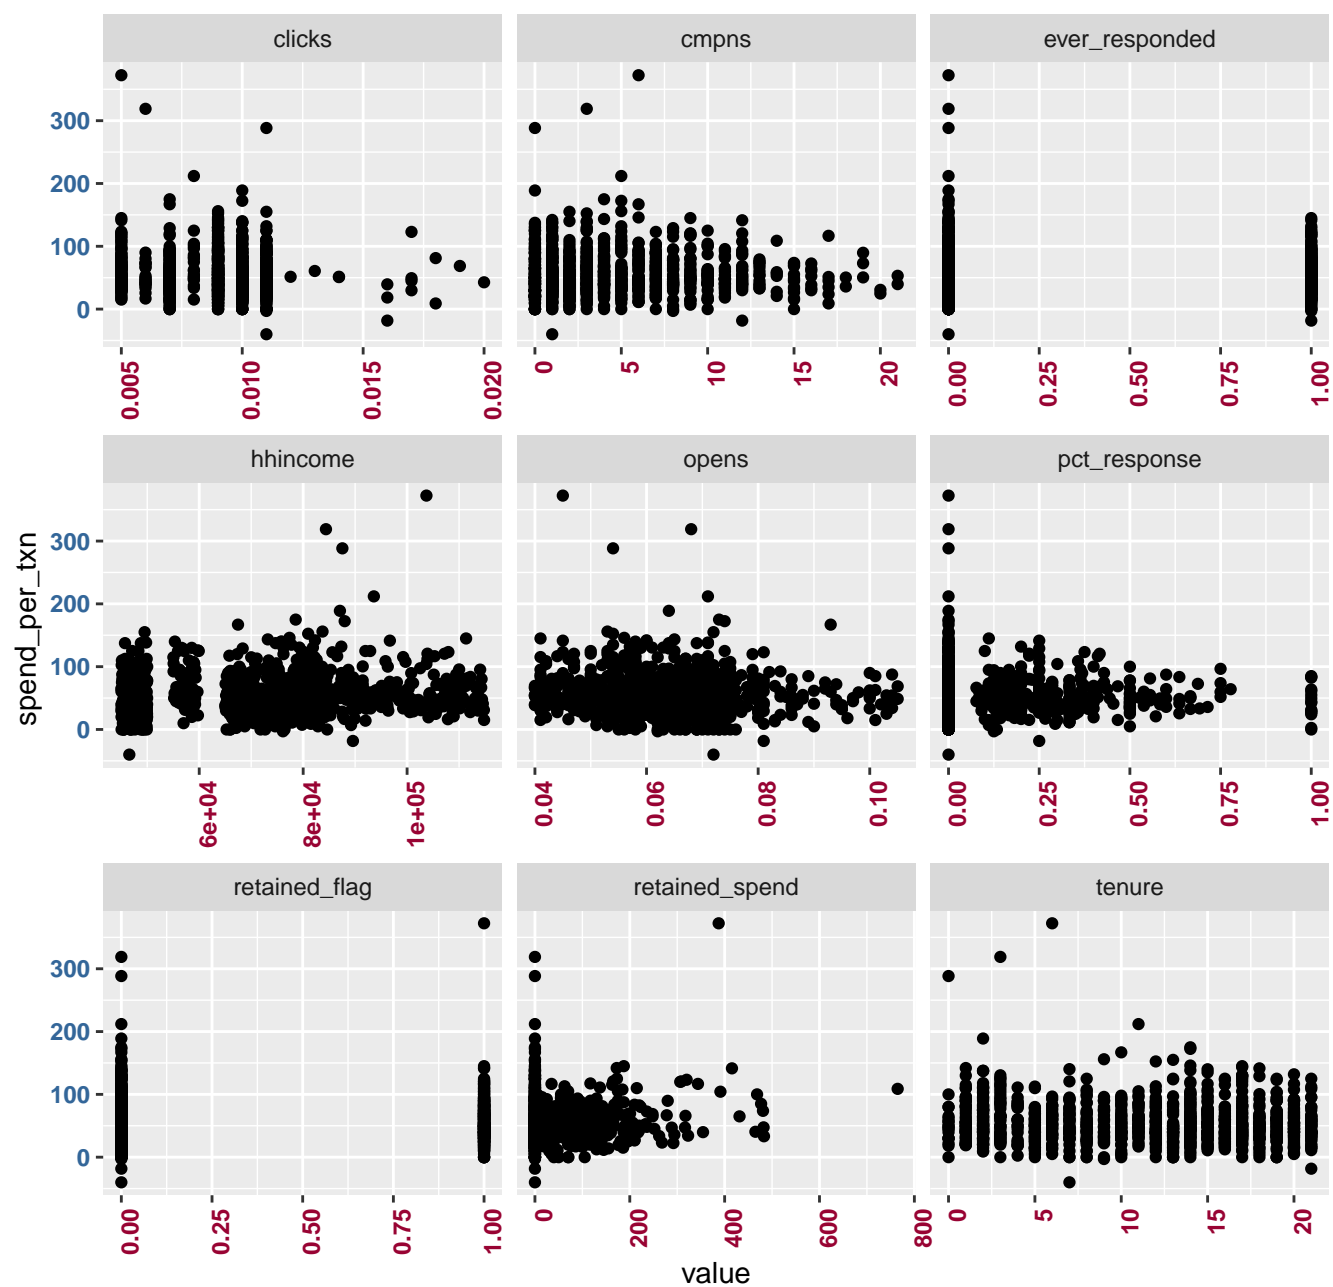 clicks cmpns ever_responded
300
200
100
0
0.005 0.010 0.015 0.020 0 5 10 15 20 0.00 0.25 0.50 0.75 1.00
hhincome opens pct_response
spend_per_txn
300
200
100
0
6e+04 8e+04 1e+05 0.04 0.06 0.08 0.10 0.00 0.25 0.50 0.75 1.00
retained_flag retained_spend tenure
300
200
100
0
0.00 0.25 0.50 0.75 1.00 0 200 400 600 800 0 5 10 15 20
value